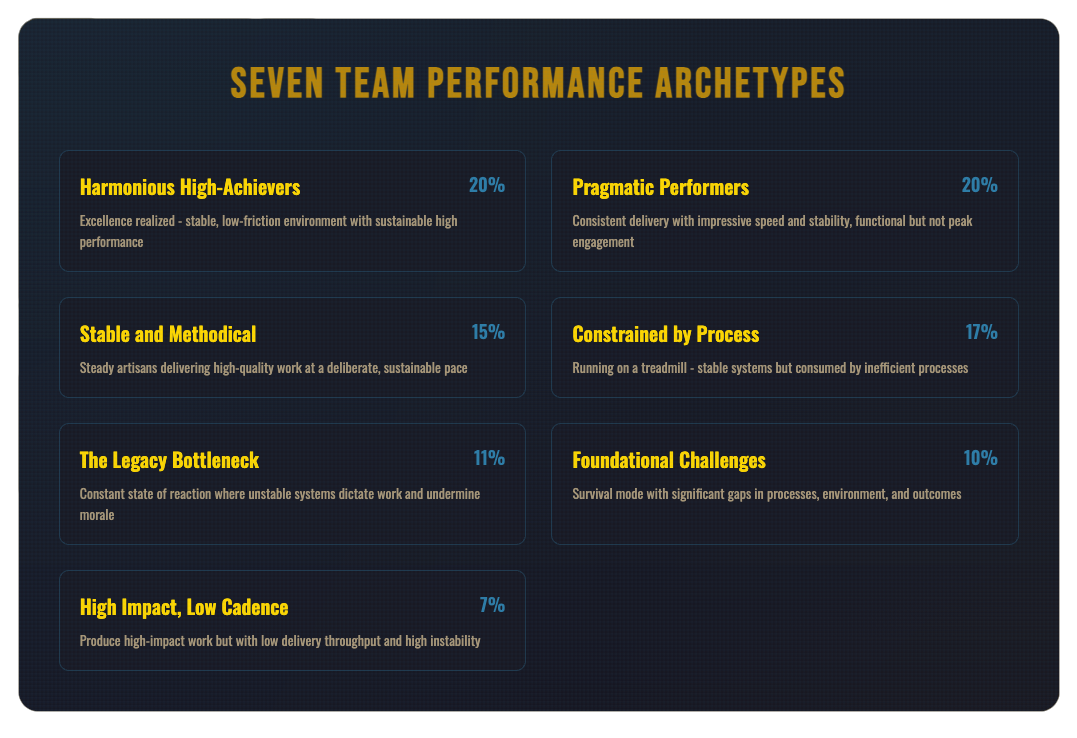 SEVEN TEAM PERFORMANCE ARCHETYPES
Harmonious High-Achievers 20%
Excellence realized - stable, low-friction environment with sustainable high
performance
Pragmatic Performers 20%
Consistent delivery with impressive speed and stability, functional but not peak
engagement
Stable and Methodical 15%
Steady artisans delivering high-quality work at a deliberate, sustainable pace
Constrained by Process 17%
Running on a treadmill - stable systems but consumed by inefficient processes
The Legacy Bottleneck 11%
Constant state of reaction where unstable systems dictate work and undermine
morale
Foundational Challenges 10%
Survival mode with significant gaps in processes, environment, and outcomes
High Impact, Low Cadence 7%
Produce high-impact work but with low delivery throughput and high instability